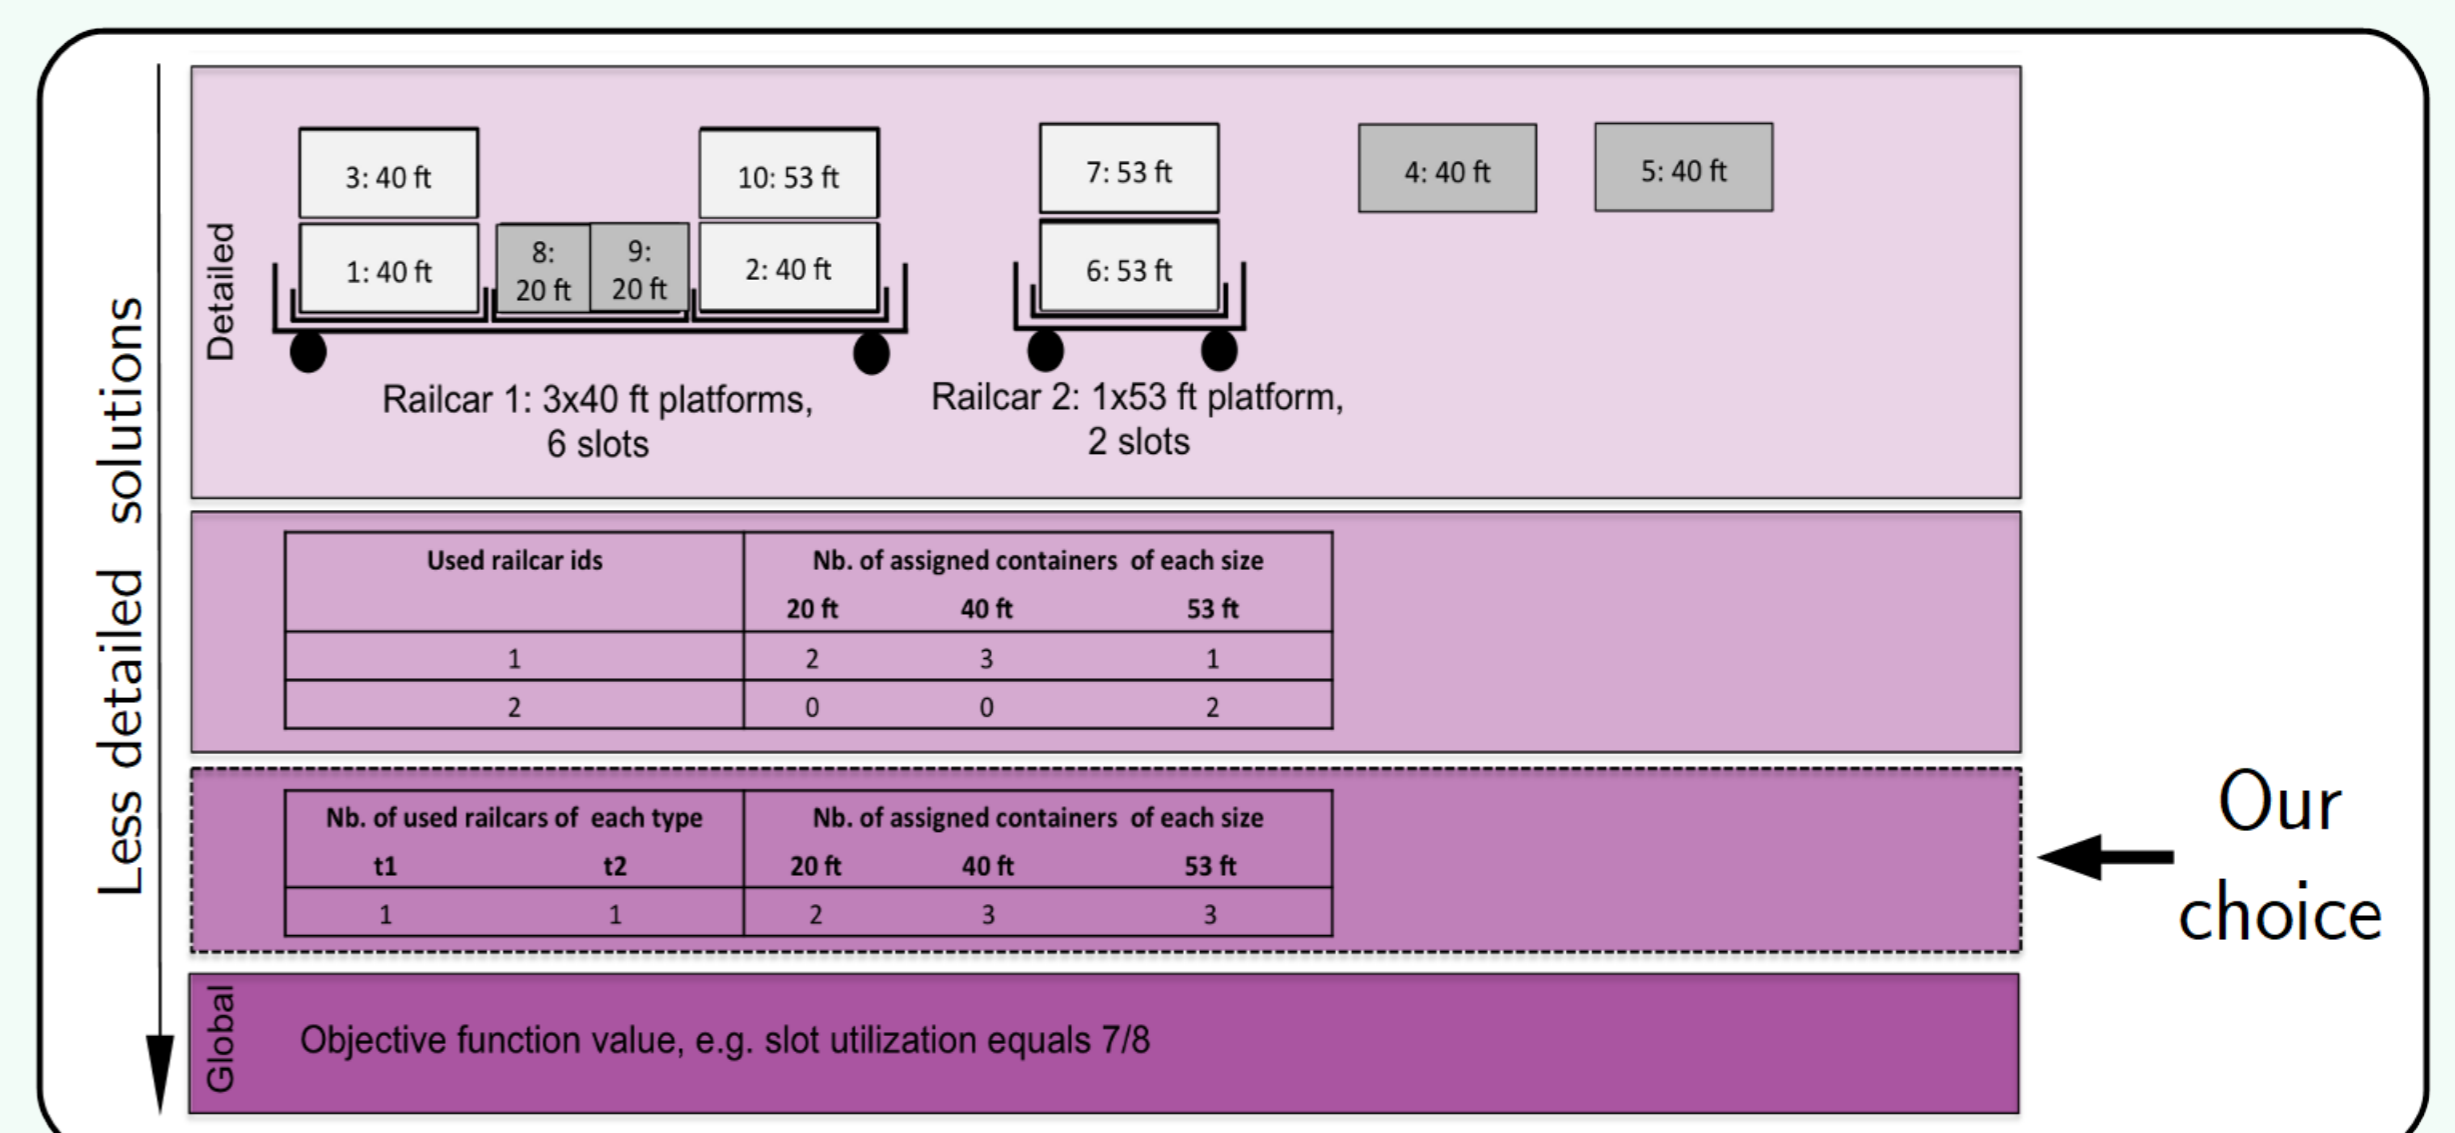 Less detailed solutions
Detailed
3: 40 ft
10: 53 ft
7: 53 ft
4: 40 ft
5: 40 ft
1: 40 ft
8:
20 ft
9:
20 ft
2: 40 ft
6: 53 ft
Railcar 1: 3x40 ft platforms,
6 slots
Railcar 2: 1x53 ft platform,
2 slots
Used railcar ids
Nb. of assigned containers of each size
20 ft 40 ft 53 ft
1 2 3 1
2 0 0 2
Nb. of used railcars of each type
Nb. of assigned containers of each size
t1 t2 20 ft 40 ft 53 ft
1 1 2 3 3
Our
choice
Global
Objective function value, e.g. slot utilization equals 7/8